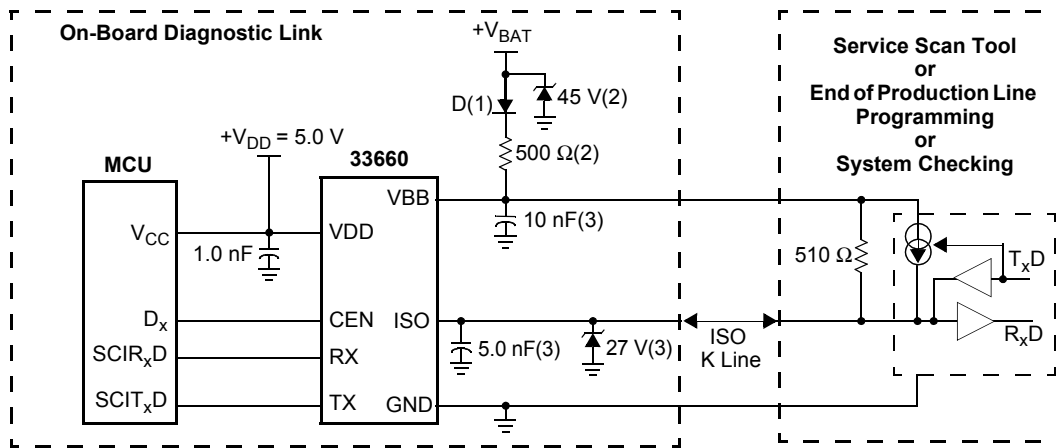 On-Board Diagnostic Link
+VBAT
D(1)
45 V(2)
500 Ω(2)
+VDD = 5.0 V
MCU
33660
VBB
10 nF(3)
VCC
VDD
1.0 nF
Dx
CEN
ISO
SCIRxD
RX
5.0 nF(3)
27 V(3)
SCITxD
TX
GND
ISO
K Line
Service Scan Tool
or
End of Production Line
Programming
or
System Checking
510 Ω
TxD
RxD